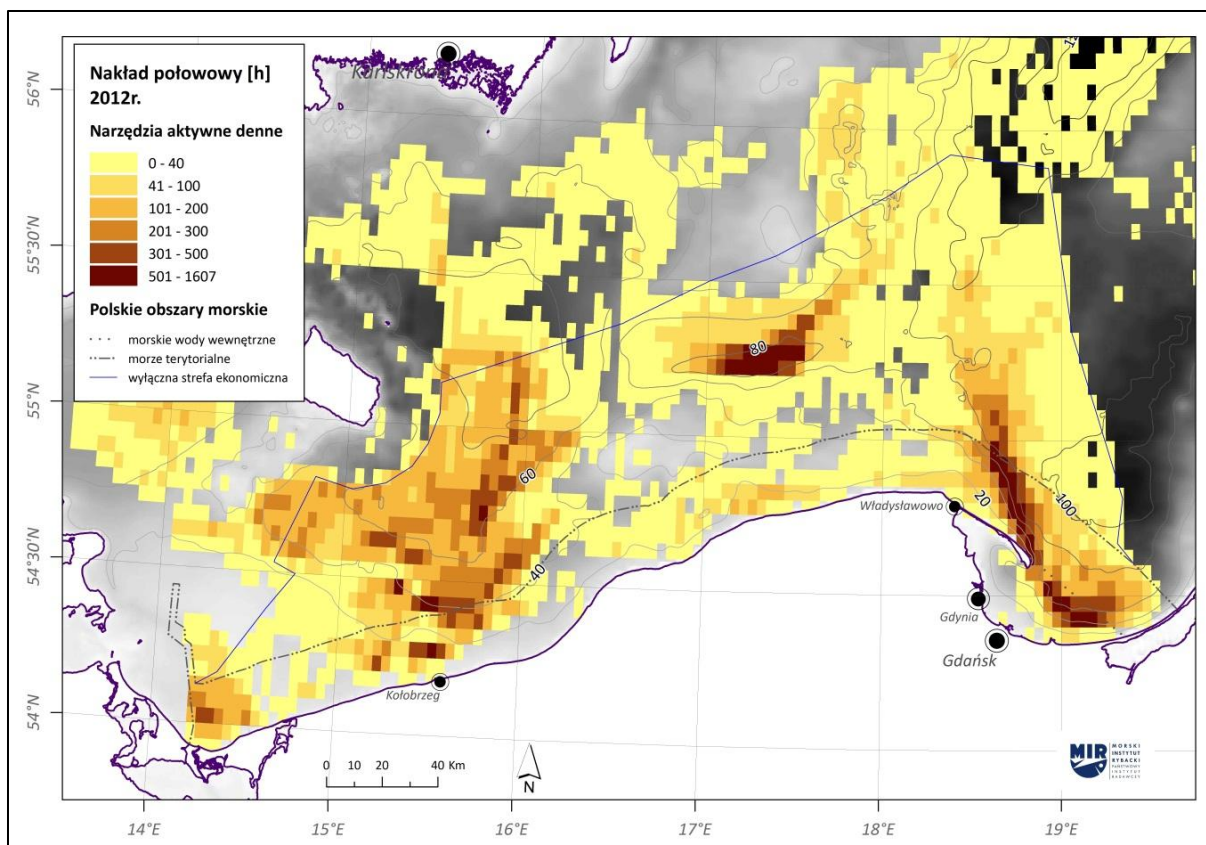 Nakład połowowy [h]
2012r.
Narzędzia aktywne denne
0 - 40
41 - 100
101 - 200
201 - 300
301 - 500
501 - 1607
Polskie obszary morskie
morskie wody wewnętrzne
morze terytorialne
wyłączna strefa ekonomiczna
56°N
55°30'N
55°N
54°30'N
54°N
80
60
40
20
100
Władysławowo
Gdynia
Gdańsk
Kołobrzeg
0 10 20 40 Km
N
MIR
MORSKI
INSTYTUT
RYBACKI
PAŃSTWOWY
INSTYTUT
BADAWCZY
14°E 15°E 16°E 17°E 18°E 19°E